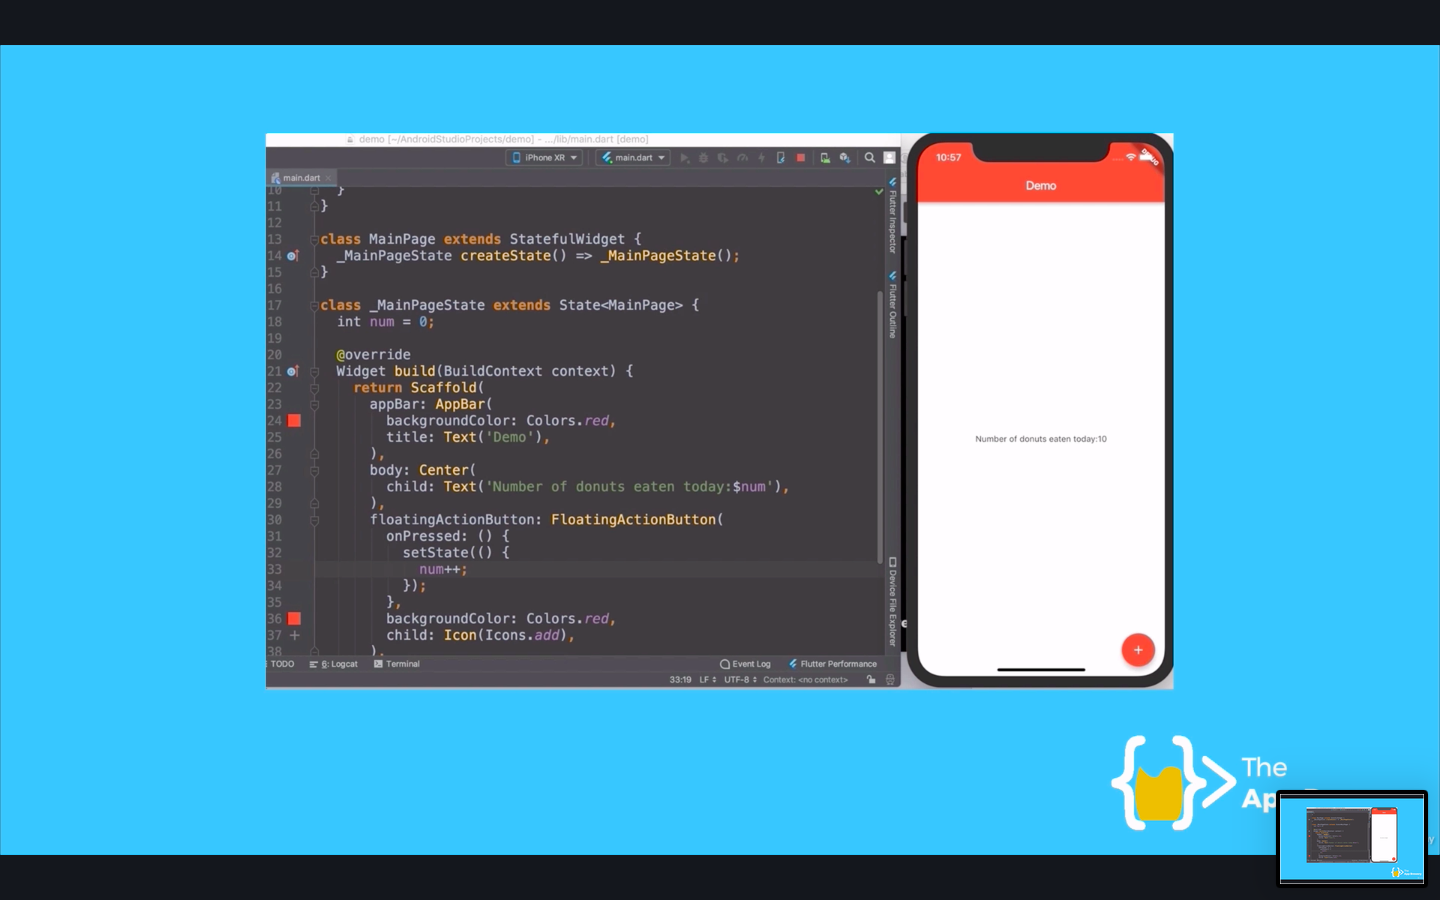 demo [~/AndroidStudioProjects/demo] - .../lib/main.dart [demo]
iPhone XR main.dart
main.dart
10 }
11 }
12
13 class MainPage extends StatefulWidget {
14 _MainPageState createState() => _MainPageState();
15 }
16
17 class _MainPageState extends State<MainPage> {
18 int num = 0;
19
20 @override
21 Widget build(BuildContext context) {
22 return Scaffold(
23 appBar: AppBar(
24 backgroundColor: Colors.red,
25 title: Text('Demo'),
26 ),
27 body: Center(
28 child: Text('Number of donuts eaten today:$num'),
29 ),
30 floatingActionButton: FloatingActionButton(
31 onPressed: () {
32 setState(() {
33 num++;
34 });
35 },
36 backgroundColor: Colors.red,
37 child: Icon(Icons.add),
38 ),
Flutter Inspector
Flutter Outline
Device File Explorer
TODO 6: Logcat Terminal Event Log Flutter Performance
33:19 LF UTF-8 Context: <no context>
10:57
DEBUG
Demo
Number of donuts eaten today:10
+
The